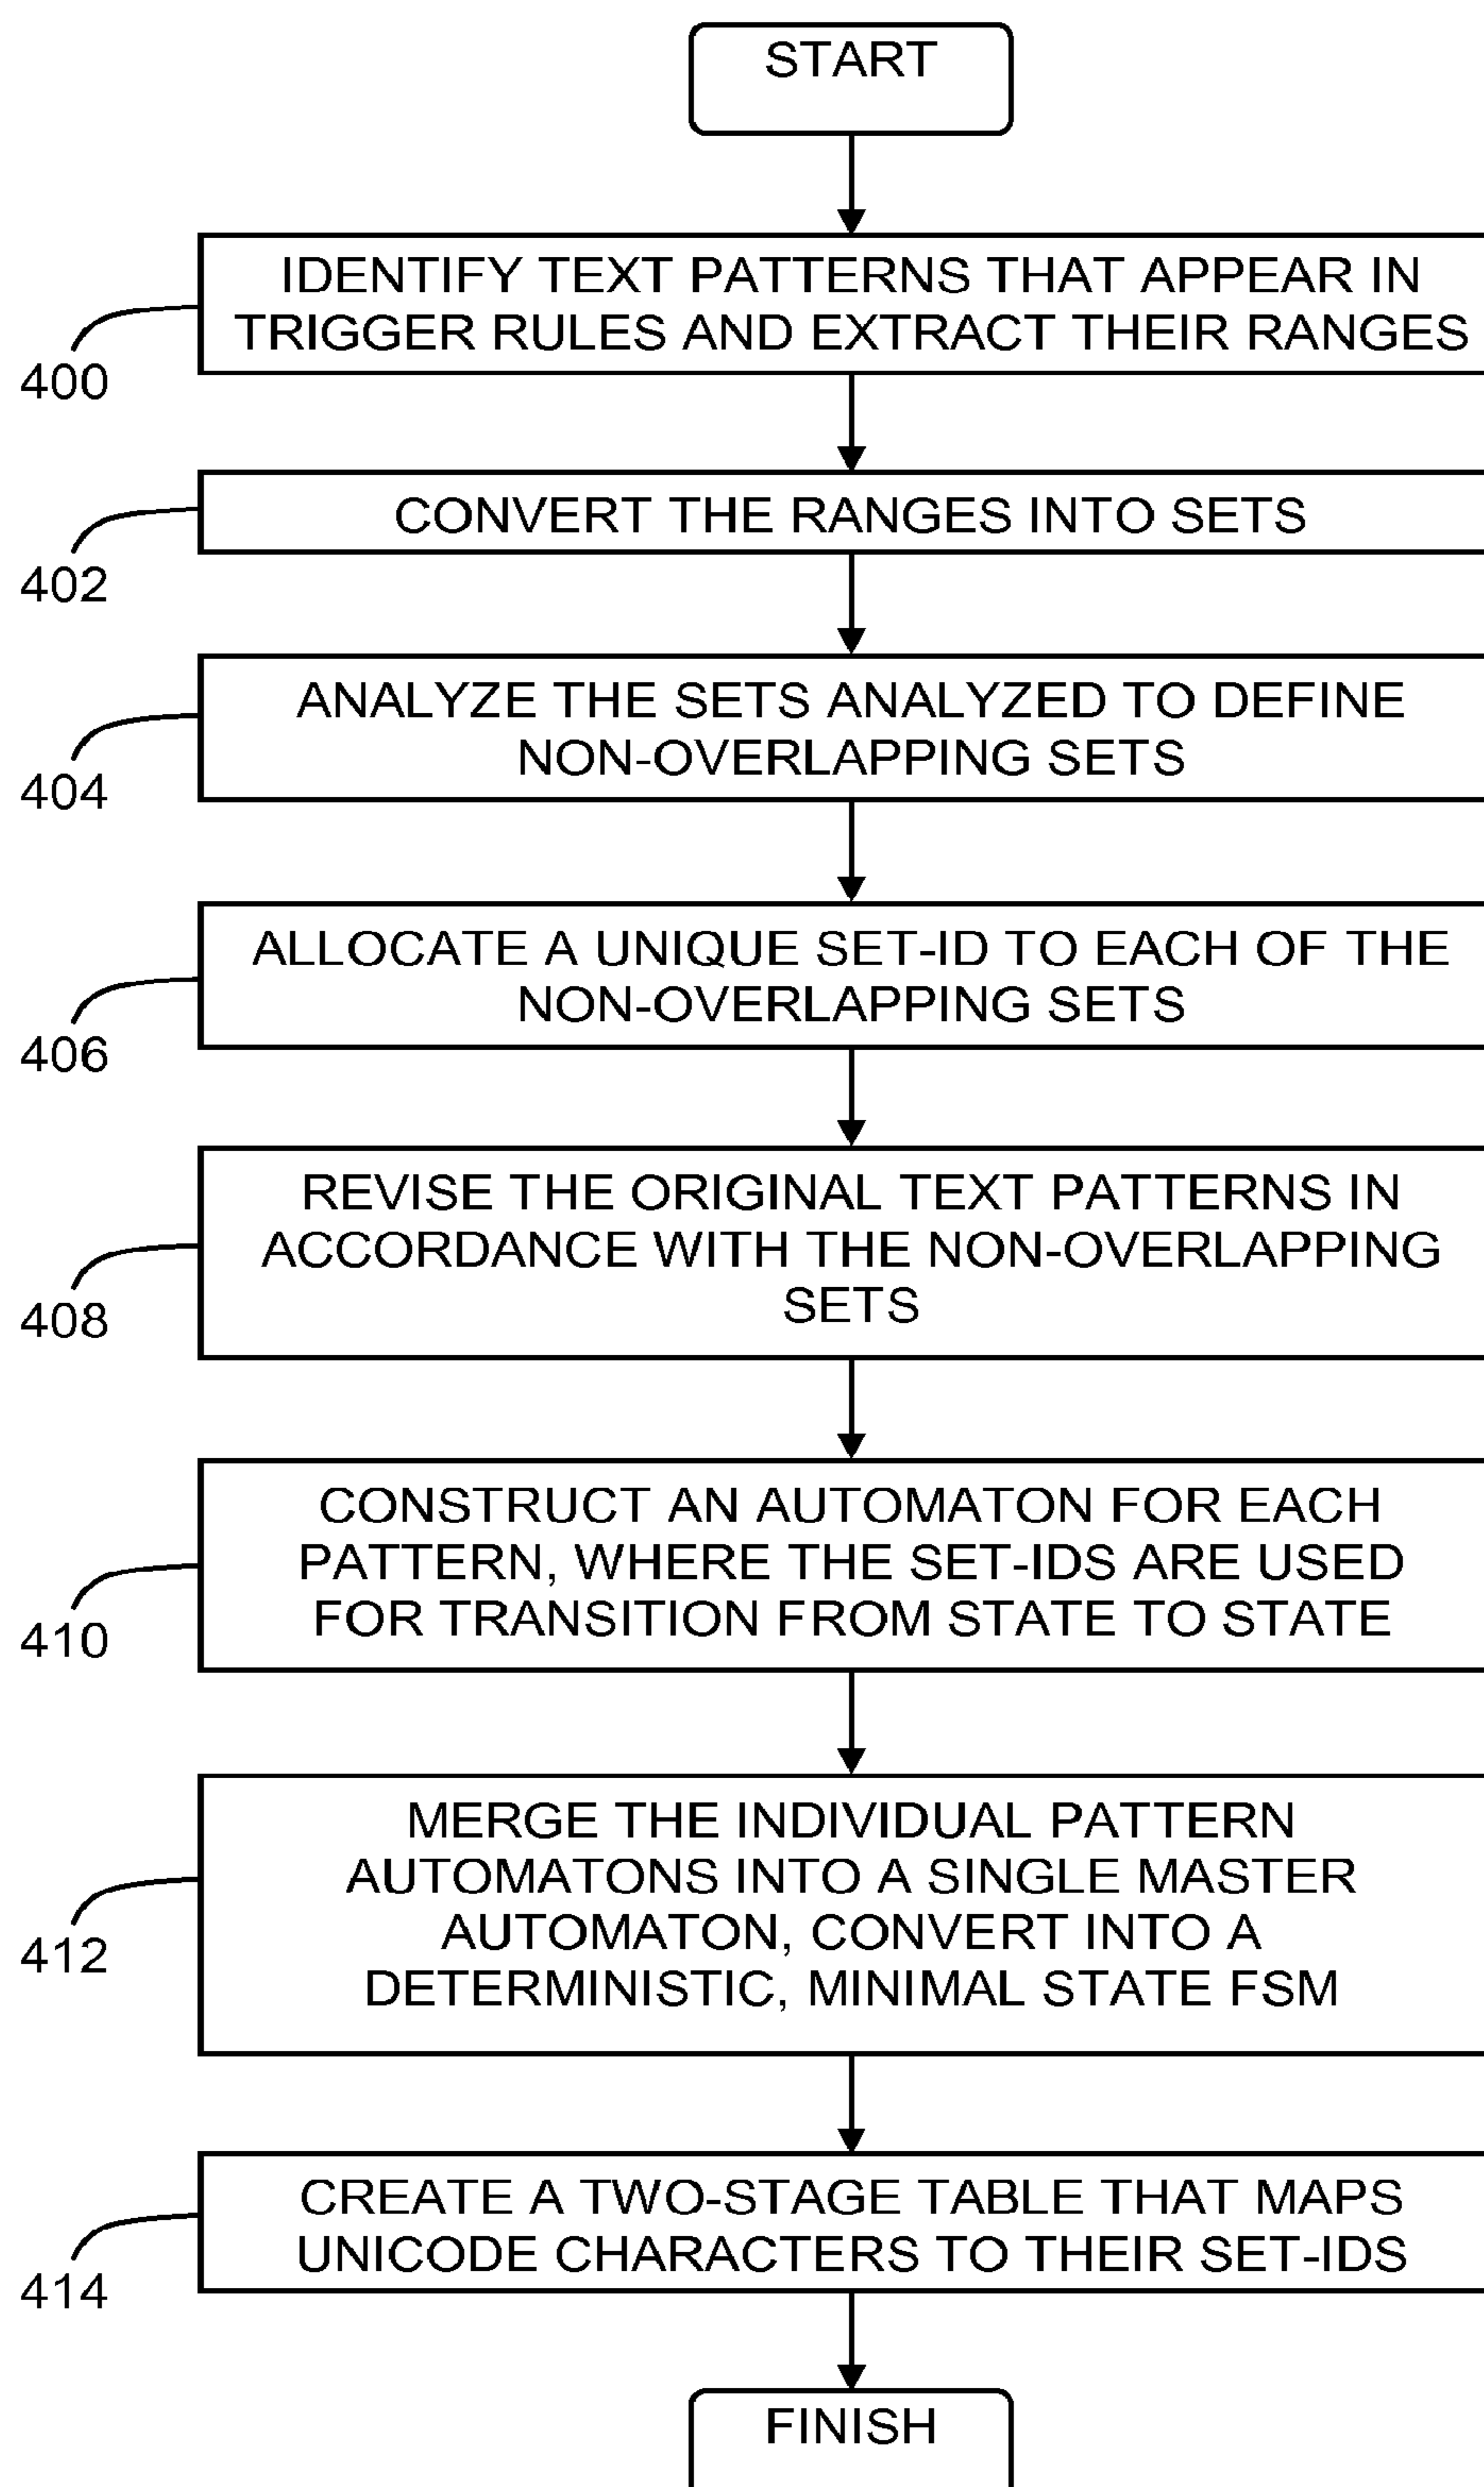 START
IDENTIFY TEXT PATTERNS THAT APPEAR IN
TRIGGER RULES AND EXTRACT THEIR RANGES
400
CONVERT THE RANGES INTO SETS
402
ANALYZE THE SETS ANALYZED TO DEFINE
NON-OVERLAPPING SETS
404
ALLOCATE A UNIQUE SET-ID TO EACH OF THE
NON-OVERLAPPING SETS
406
REVISE THE ORIGINAL TEXT PATTERNS IN
ACCORDANCE WITH THE NON-OVERLAPPING
SETS
408
CONSTRUCT AN AUTOMATON FOR EACH
PATTERN, WHERE THE SET-IDS ARE USED
FOR TRANSITION FROM STATE TO STATE
410
MERGE THE INDIVIDUAL PATTERN
AUTOMATONS INTO A SINGLE MASTER
AUTOMATON, CONVERT INTO A
DETERMINISTIC, MINIMAL STATE FSM
412
CREATE A TWO-STAGE TABLE THAT MAPS
UNICODE CHARACTERS TO THEIR SET-IDS
414
FINISH